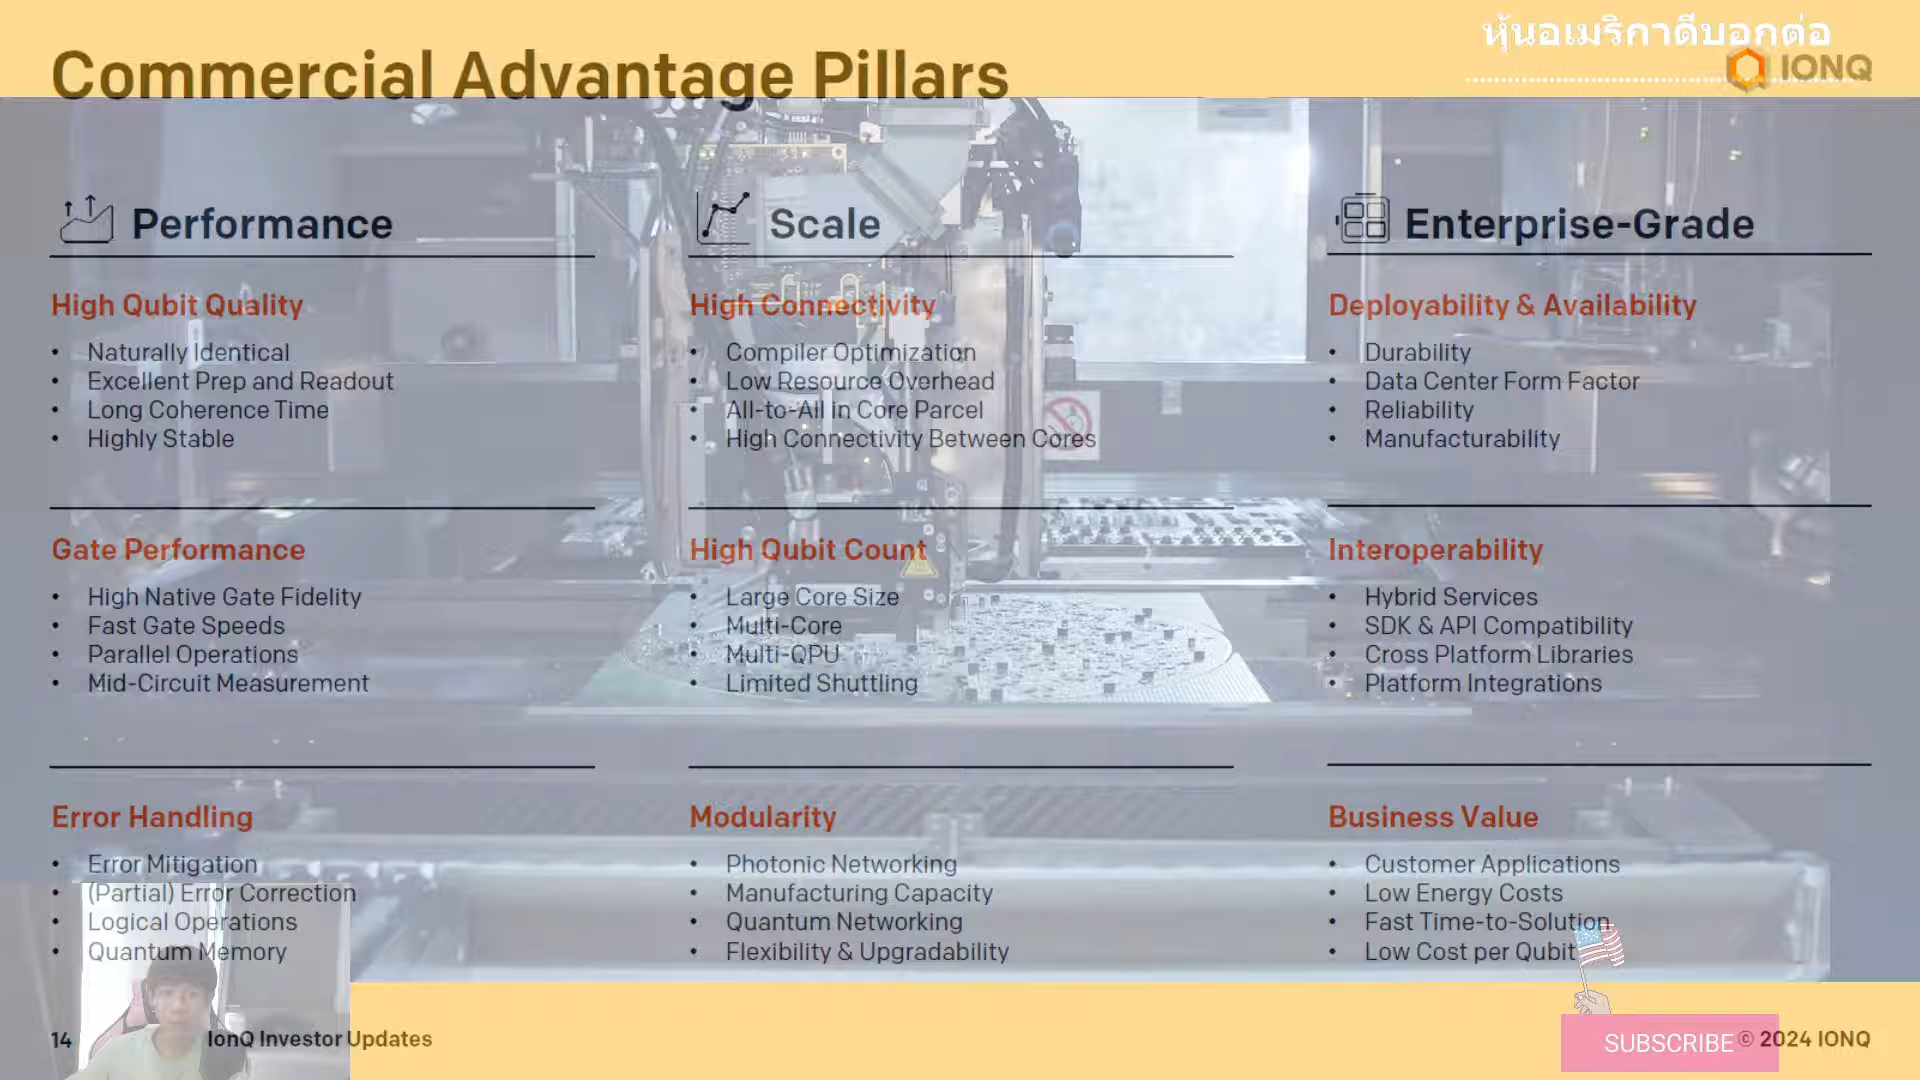 หุ้นอเมริกาดีบอกต่อ
Commercial Advantage Pillars
IONQ
Performance
High Qubit Quality
• Naturally Identical
• Excellent Prep and Readout
• Long Coherence Time
• Highly Stable
Gate Performance
• High Native Gate Fidelity
• Fast Gate Speeds
• Parallel Operations
• Mid-Circuit Measurement
Error Handling
• Error Mitigation
• (Partial) Error Correction
• Logical Operations
• Quantum Memory
Scale
High Connectivity
• Compiler Optimization
• Low Resource Overhead
• All-to-All in Core Parcel
• High Connectivity Between Cores
High Qubit Count
• Large Core Size
• Multi-Core
• Multi-QPU
• Limited Shuttling
Modularity
• Photonic Networking
• Manufacturing Capacity
• Quantum Networking
• Flexibility & Upgradability
Enterprise-Grade
Deployability & Availability
• Durability
• Data Center Form Factor
• Reliability
• Manufacturability
Interoperability
• Hybrid Services
• SDK & API Compatibility
• Cross Platform Libraries
• Platform Integrations
Business Value
• Customer Applications
• Low Energy Costs
• Fast Time-to-Solution
• Low Cost per Qubit
14
IonQ Investor Updates
SUBSCRIBE
© 2024 IONQ